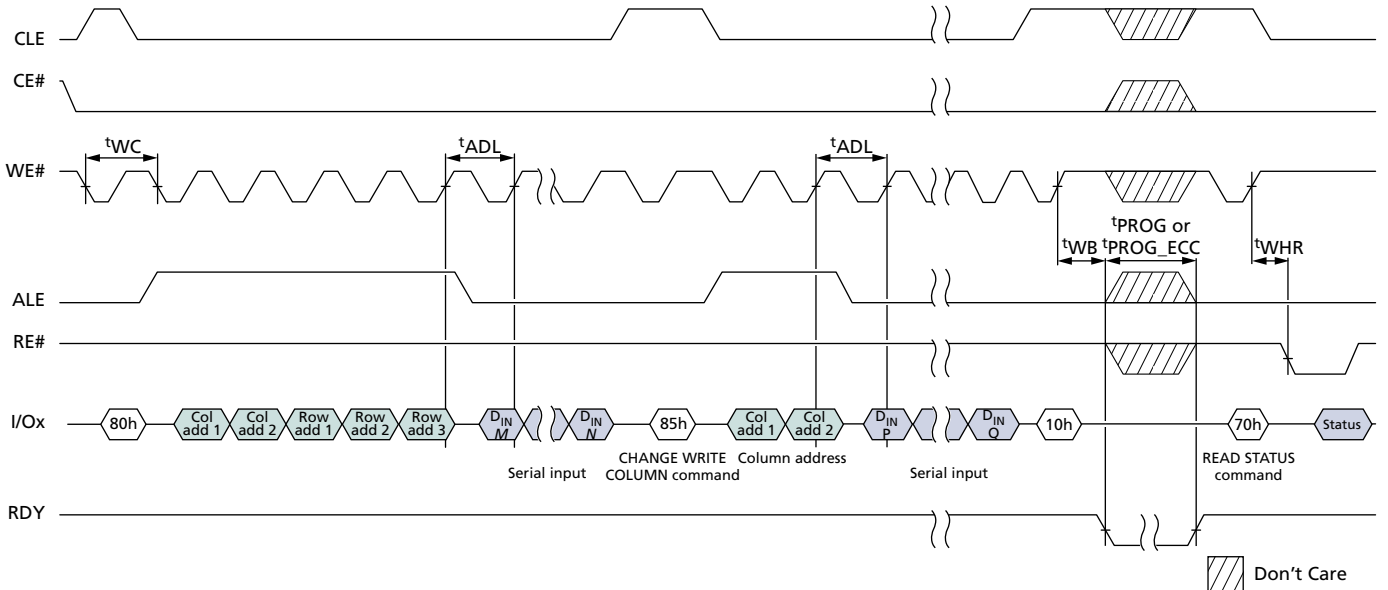 CLE
CE#
tWC
tADL
tADL
WE#
tPROG or
tWB tPROG_ECC
tWHR
ALE
RE#
I/Ox
80h
Col add 1
Col add 2
Row add 1
Row add 2
Row add 3
DIN M
DIN N
85h
Col add 1
Col add 2
DIN P
DIN Q
10h
70h
Status
Serial input
CHANGE WRITE
COLUMN command
Column address
Serial input
READ STATUS
command
RDY
Don't Care